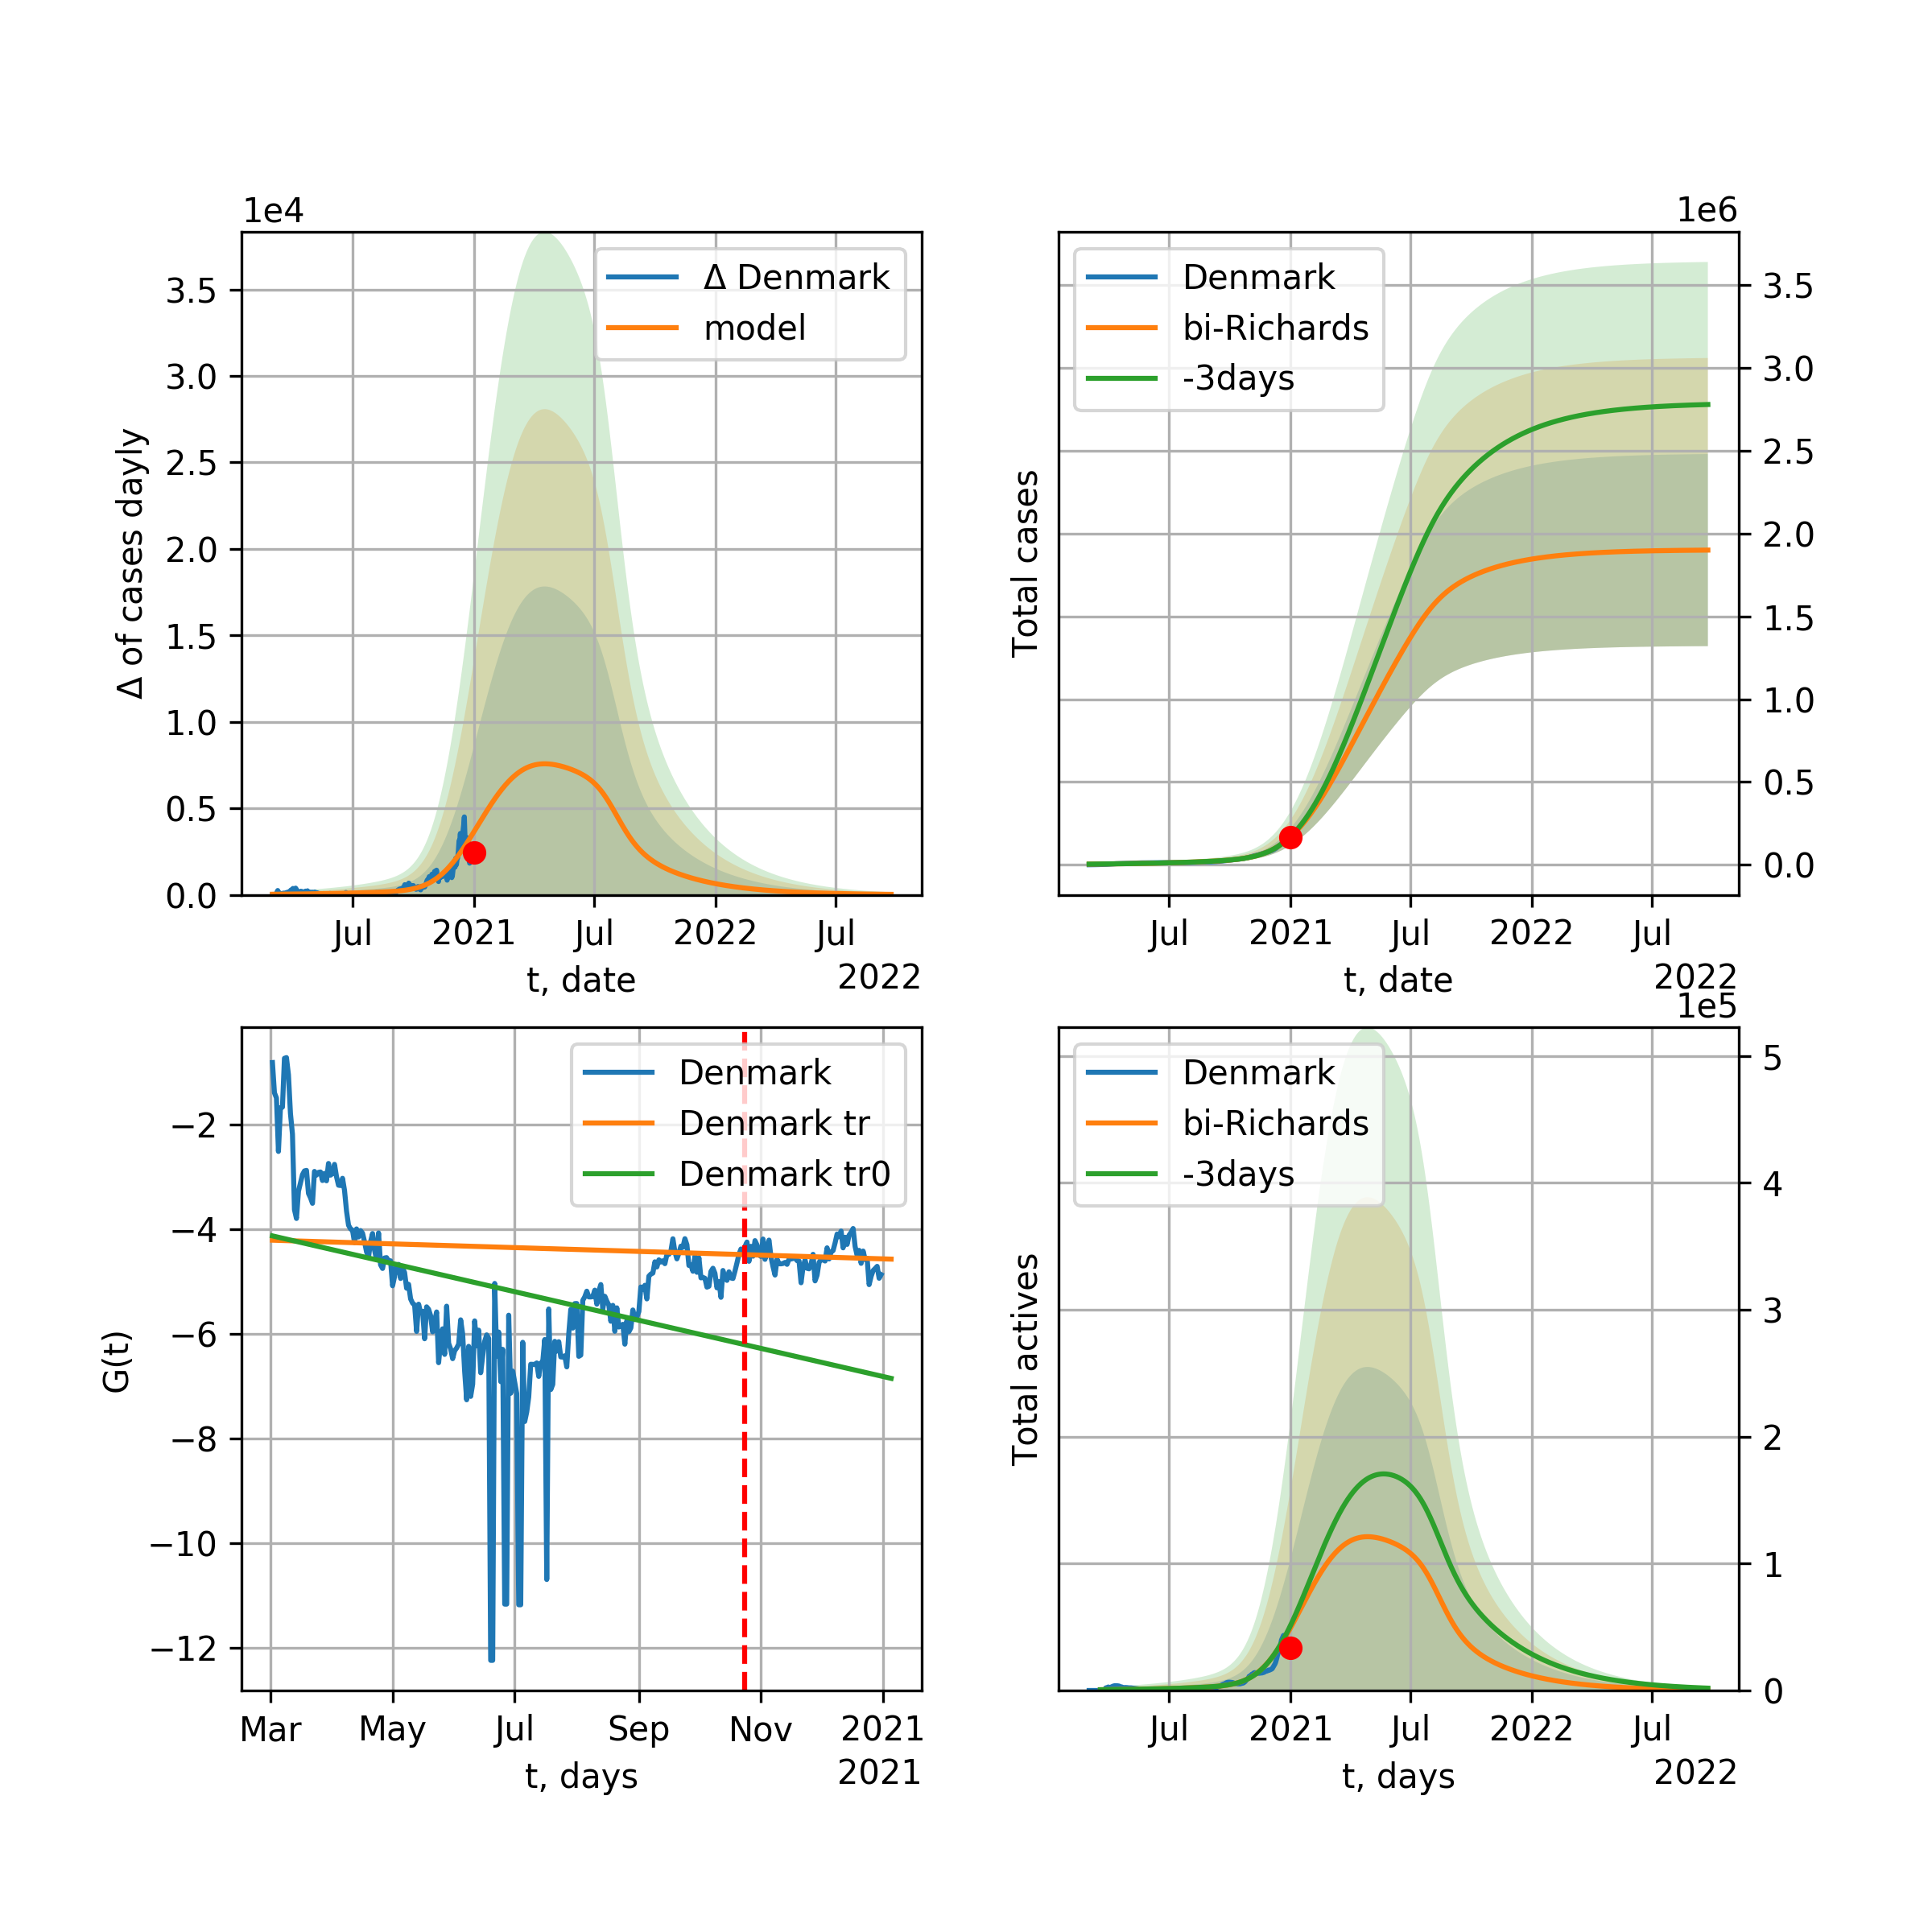 1e4
3.5
3.0
2.5
2.0
1.5
1.0
0.5
0.0
Δ of cases dayly
Δ Denmark
model
Jul
2021
Jul
2022
Jul
t, date
2022
1e6
Total cases
Denmark
bi-Richards
-3days
3.5
3.0
2.5
2.0
1.5
1.0
0.5
0.0
Jul
2021
Jul
2022
Jul
t, date
2022
−2
−4
−6
−8
−10
−12
G(t)
Denmark
Denmark tr
Denmark tr0
Mar
May
Jul
Sep
Nov
2021
t, days
2021
1e5
Total actives
Denmark
bi-Richards
-3days
5
4
3
2
1
0
Jul
2021
Jul
2022
Jul
t, days
2022